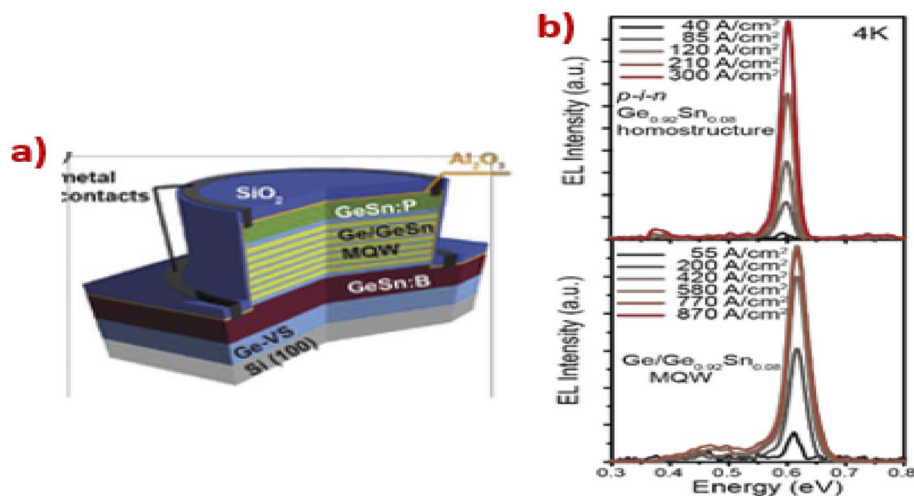 a)
metal
contacts
SiO₂
Al₂O₃
GeSn:P
Ge/GeSn
MQW
GeSn:B
Ge-VS
Si (100)
b)
4K
40 A/cm²
85 A/cm²
120 A/cm²
210 A/cm²
300 A/cm²
p-i-n
Ge₀.₉₂Sn₀.₀₈
homostructure
EL Intensity (a.u.)
55 A/cm²
200 A/cm²
420 A/cm²
580 A/cm²
770 A/cm²
870 A/cm²
Ge/Ge₀.₉₂Sn₀.₀₈
MQW
EL Intensity (a.u.)
0.3 0.4 0.5 0.6 0.7 0.8
Energy (eV)